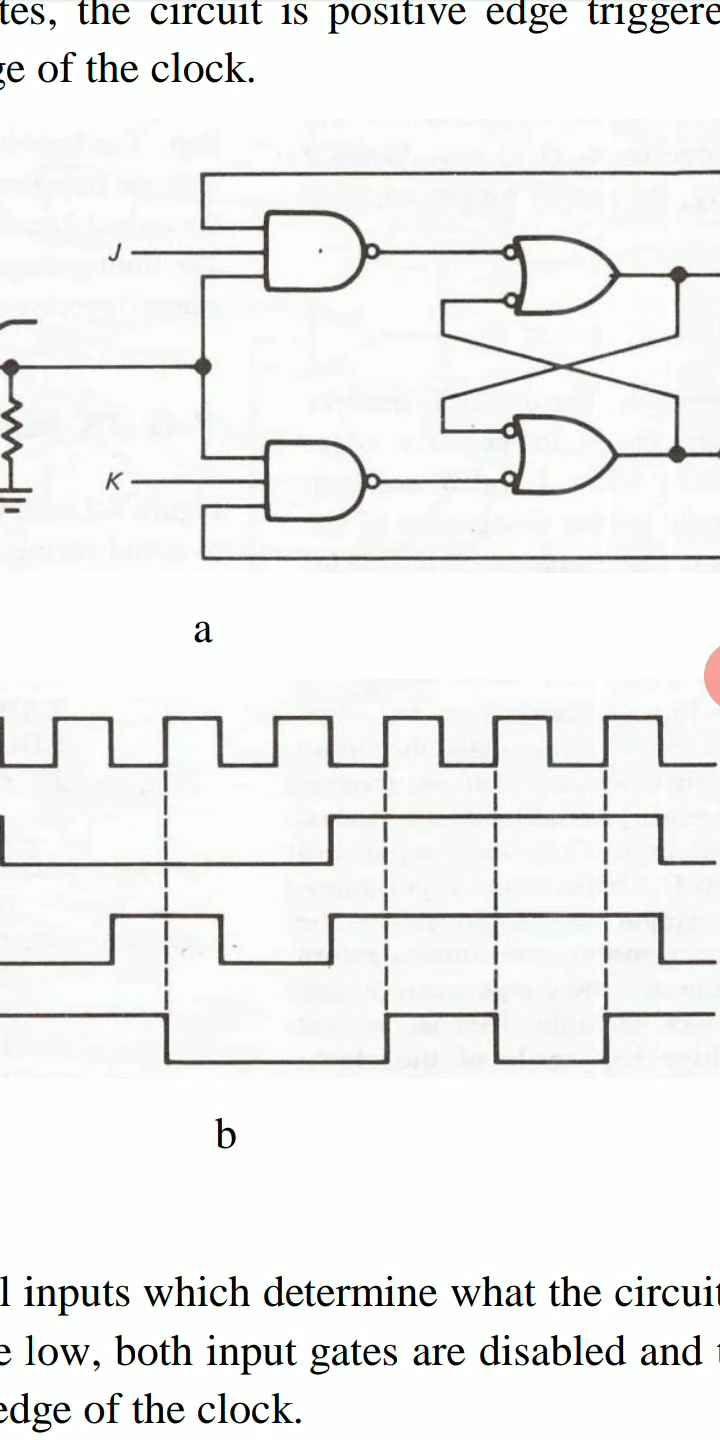 tes, the circuit is positive edge triggere
ge of the clock.
J
K
a
b
l inputs which determine what the circuit
e low, both input gates are disabled and t
edge of the clock.